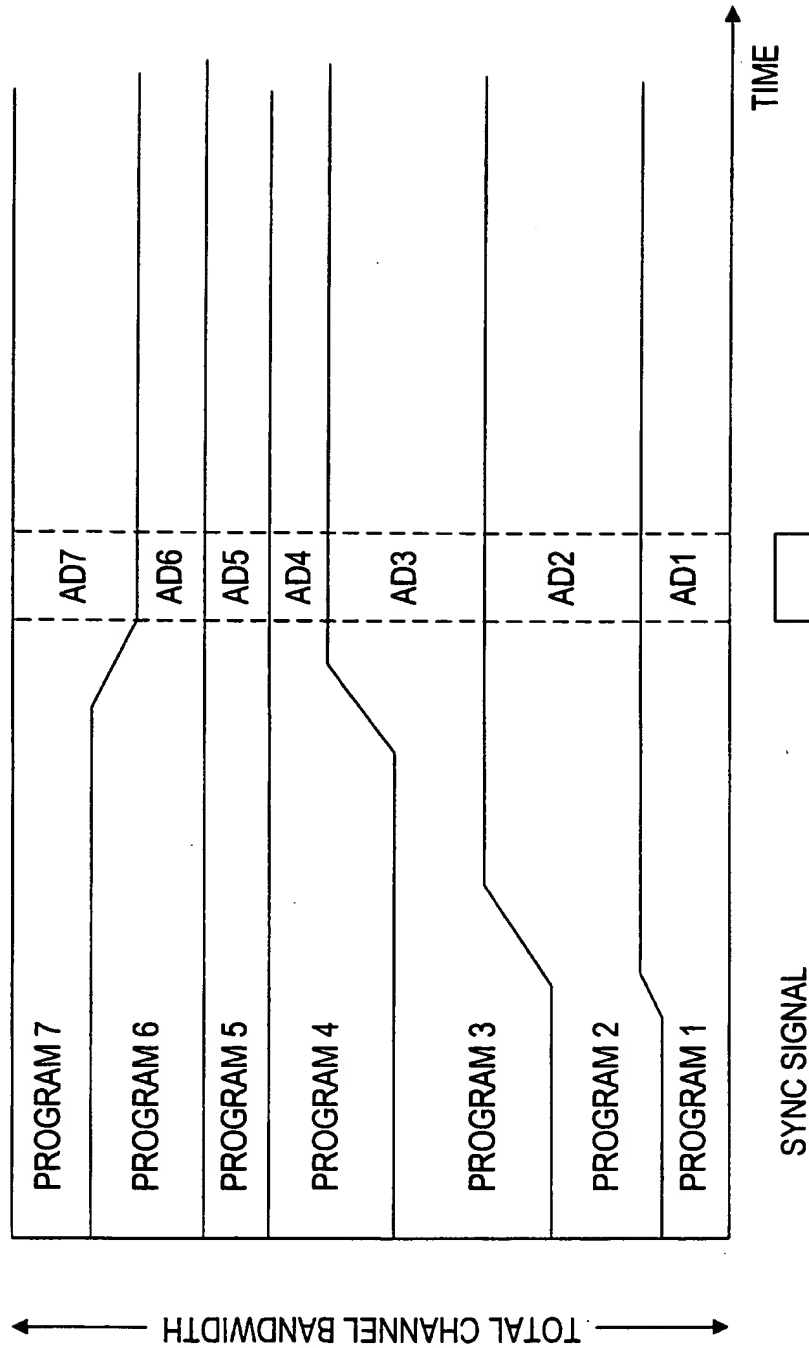 TOTAL CHANNEL BANDWIDTH
PROGRAM 7
AD7
PROGRAM 6
AD6
PROGRAM 5
AD5
PROGRAM 4
AD4
PROGRAM 3
AD3
PROGRAM 2
AD2
PROGRAM 1
AD1
TIME
SYNC SIGNAL